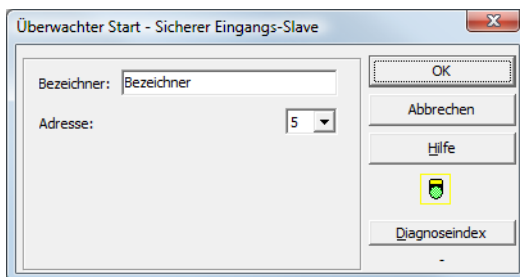 Überwachter Start - Sicherer Eingangs-Slave
Bezeichner: Bezeichner
Adresse: 5
OK
Abbrechen
Hilfe
Diagnoseindex
-